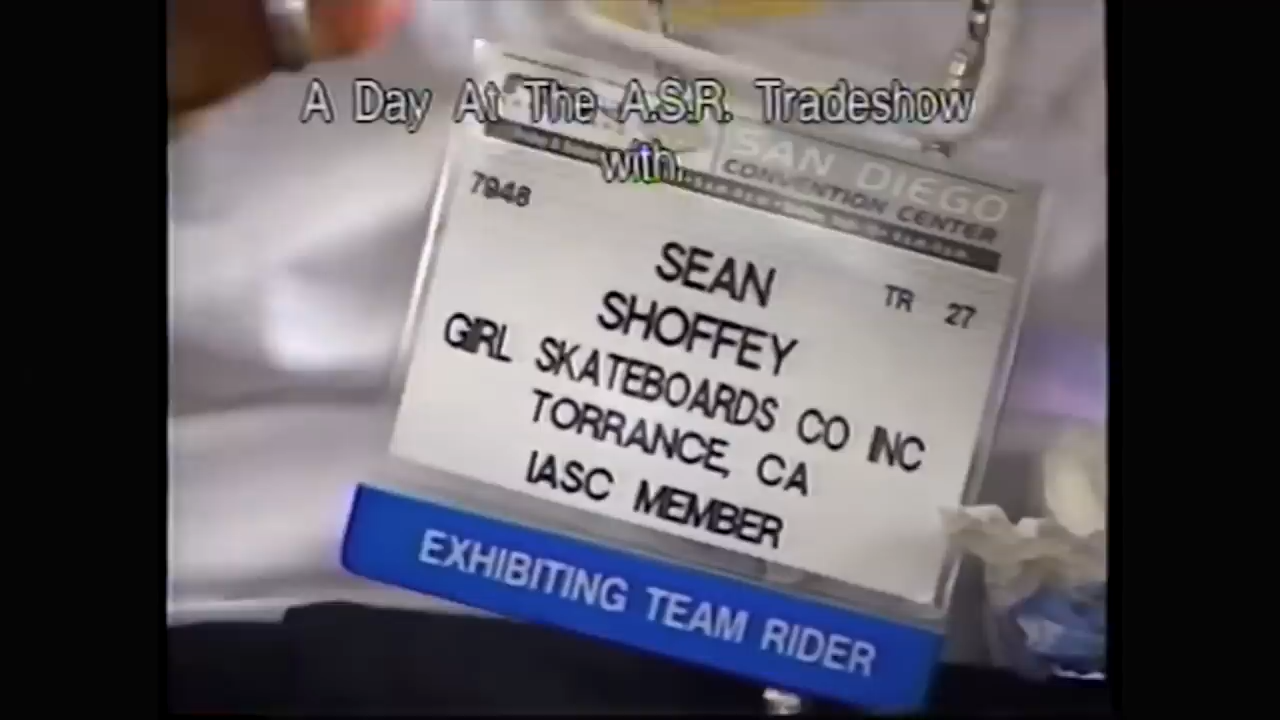 A Day At The A.S.R. Tradeshow
with
SAN DIEGO
CONVENTION CENTER
7948
SEAN
TR 27
SHOFFEY
GIRL SKATEBOARDS CO INC
TORRANCE, CA
IASC MEMBER
EXHIBITING TEAM RIDER